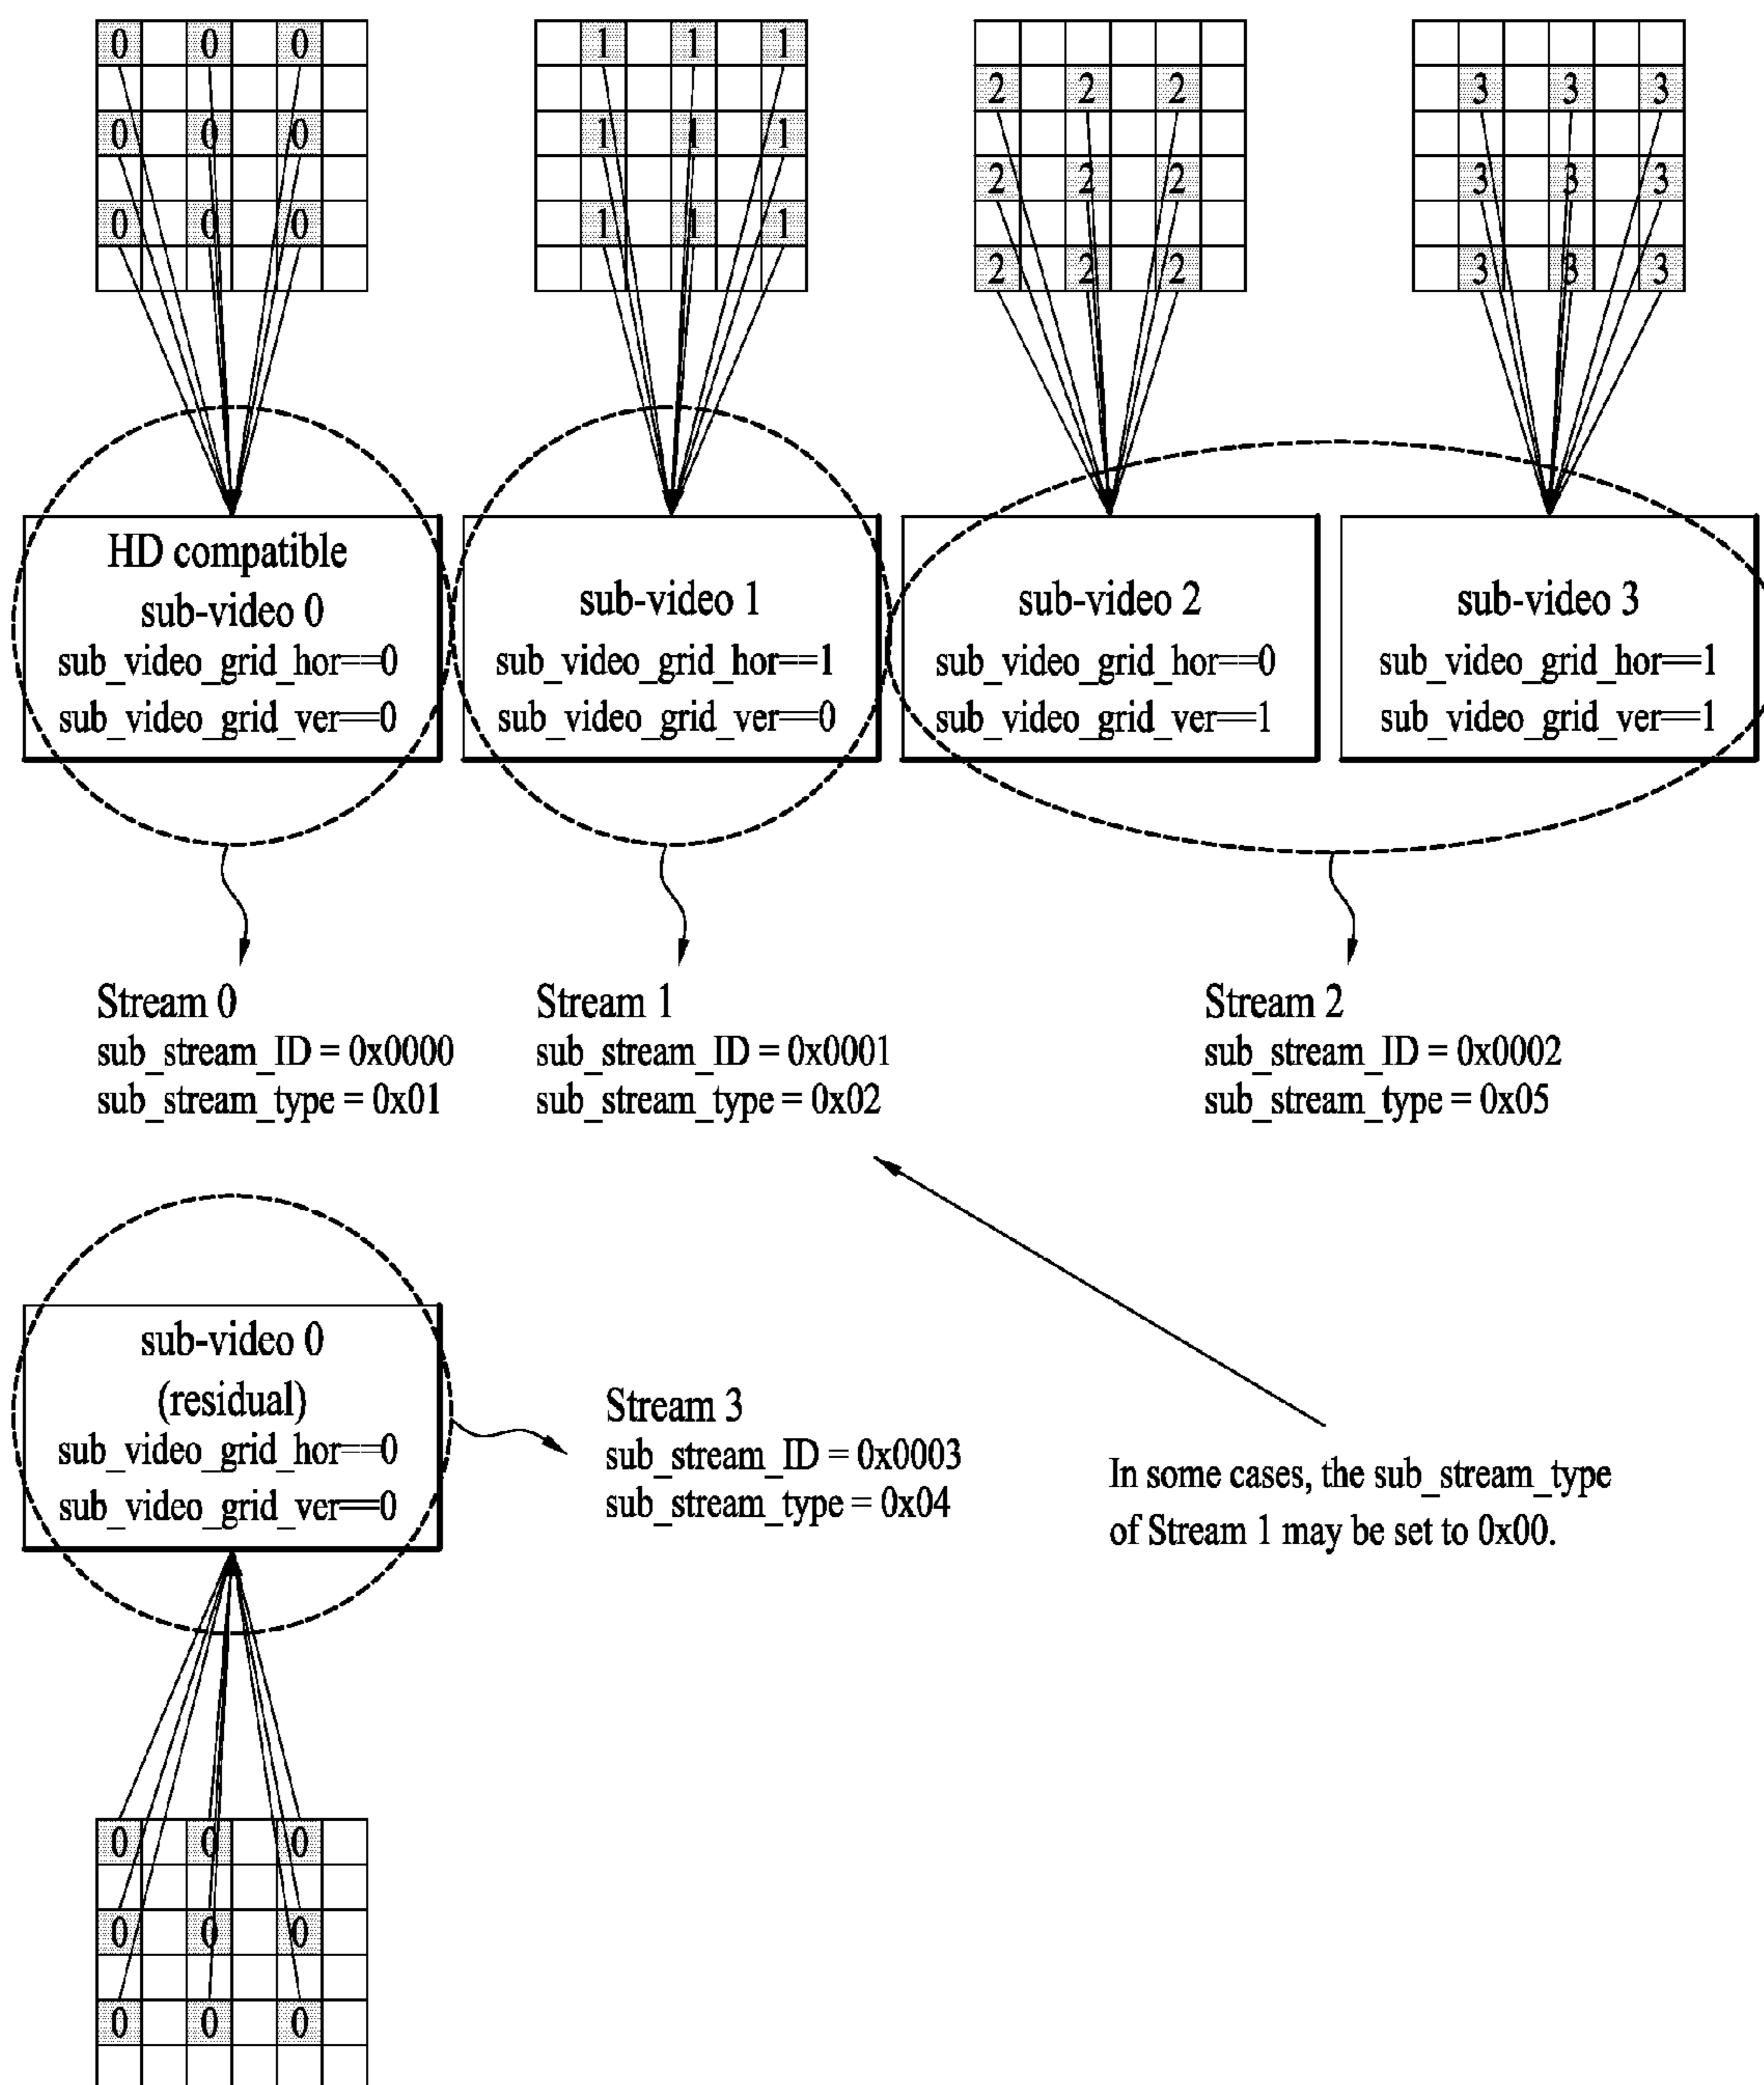 0 0 0
0 0 0
0 0 0
1 1 1
1 1 1
1 1 1
2 2 2
2 2 2
2 2 2
3 3 3
3 3 3
3 3 3
HD compatible
sub-video 0
sub_video_grid_hor==0
sub_video_grid_ver==0
sub-video 1
sub_video_grid_hor==1
sub_video_grid_ver==0
sub-video 2
sub_video_grid_hor==0
sub_video_grid_ver==1
sub-video 3
sub_video_grid_hor==1
sub_video_grid_ver==1
Stream 0
sub_stream_ID = 0x0000
sub_stream_type = 0x01
Stream 1
sub_stream_ID = 0x0001
sub_stream_type = 0x02
Stream 2
sub_stream_ID = 0x0002
sub_stream_type = 0x05
sub-video 0
(residual)
sub_video_grid_hor==0
sub_video_grid_ver==0
Stream 3
sub_stream_ID = 0x0003
sub_stream_type = 0x04
In some cases, the sub_stream_type
of Stream 1 may be set to 0x00.
0 0 0
0 0 0
0 0 0